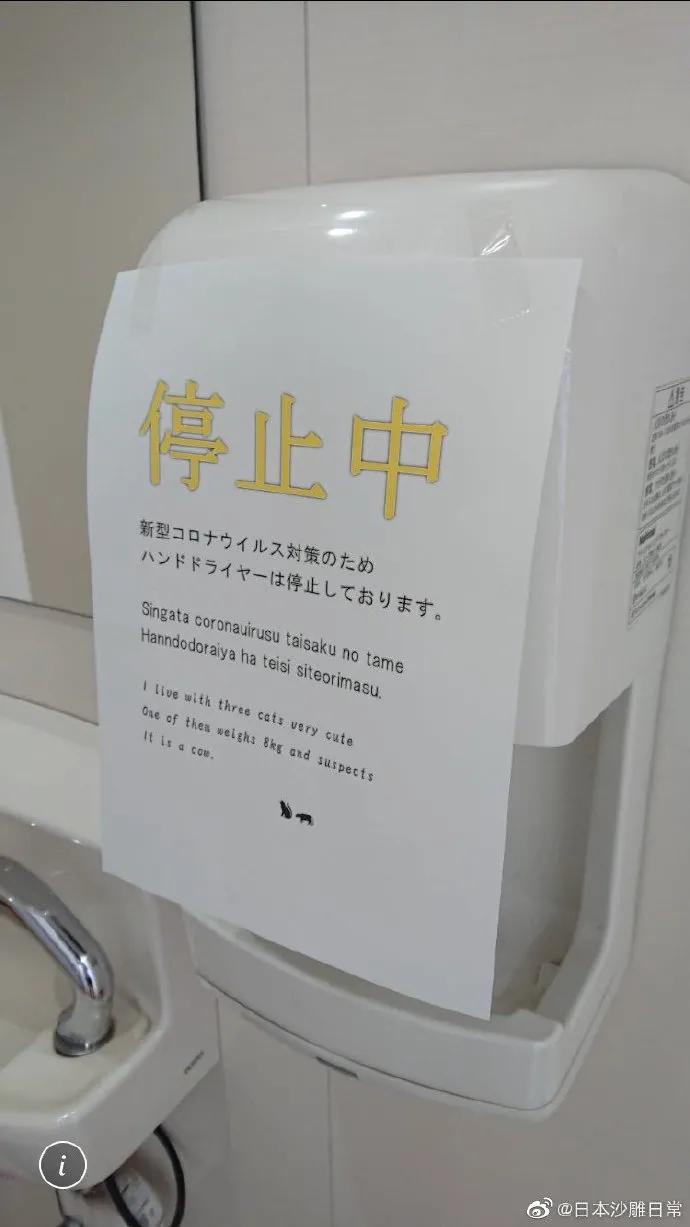 停止中
新型コロナウイルス対策のため
ハンドドライヤーは停止しております。
Singata coronauirusu taisaku no tame
Hanndodoraiya ha teisi siteorimasu.
I live with three cats very cute
One of then weighs 8kg and suspects
It is a cow.
i
@日本沙雕日常